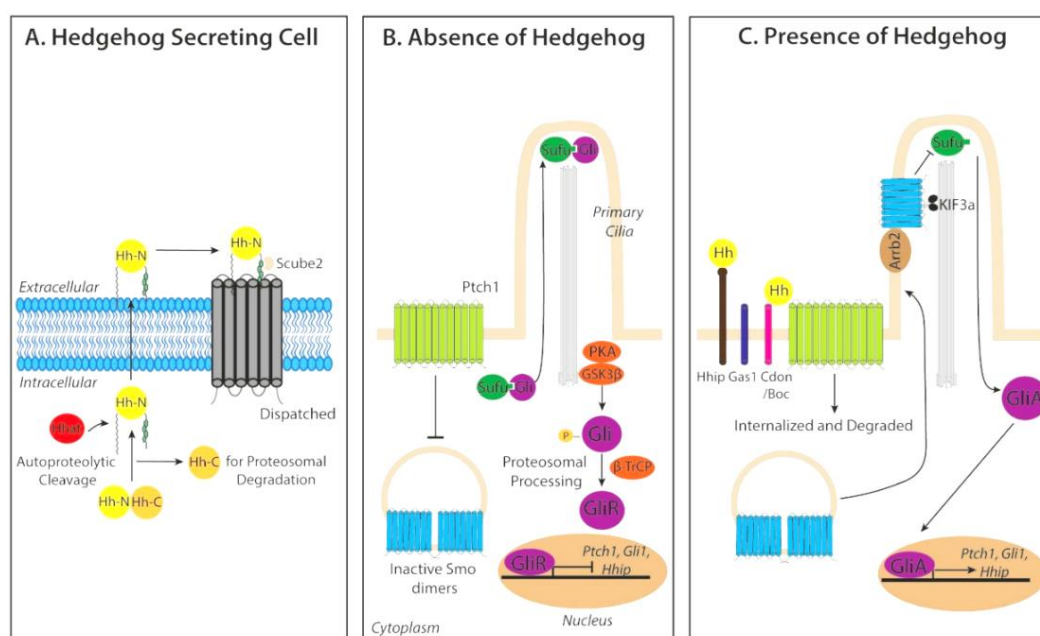 A. Hedgehog Secreting Cell
Hh-N
Hh-N
Scube2
Extracellular
Intracellular
Dispatched
Hh-N
Hhat
Autoproteolytic
Cleavage
Hh-C
for Proteosomal
Degradation
Hh-N
Hh-C
B. Absence of Hedgehog
Sufu
Gli
Primary
Cilia
Ptch1
PKA
GSK3β
Sufu
Gli
P
Gli
Proteosomal
Processing
β-TrCP
GliR
Inactive Smo
dimers
GliR
Ptch1, Gli1,
Hhip
Nucleus
Cytoplasm
C. Presence of Hedgehog
Sufu
KIF3a
Arrb2
Hh
Hh
Hhip
Gas1
Cdon
/Boc
Internalized and Degraded
GliA
GliA
Ptch1, Gli1,
Hhip